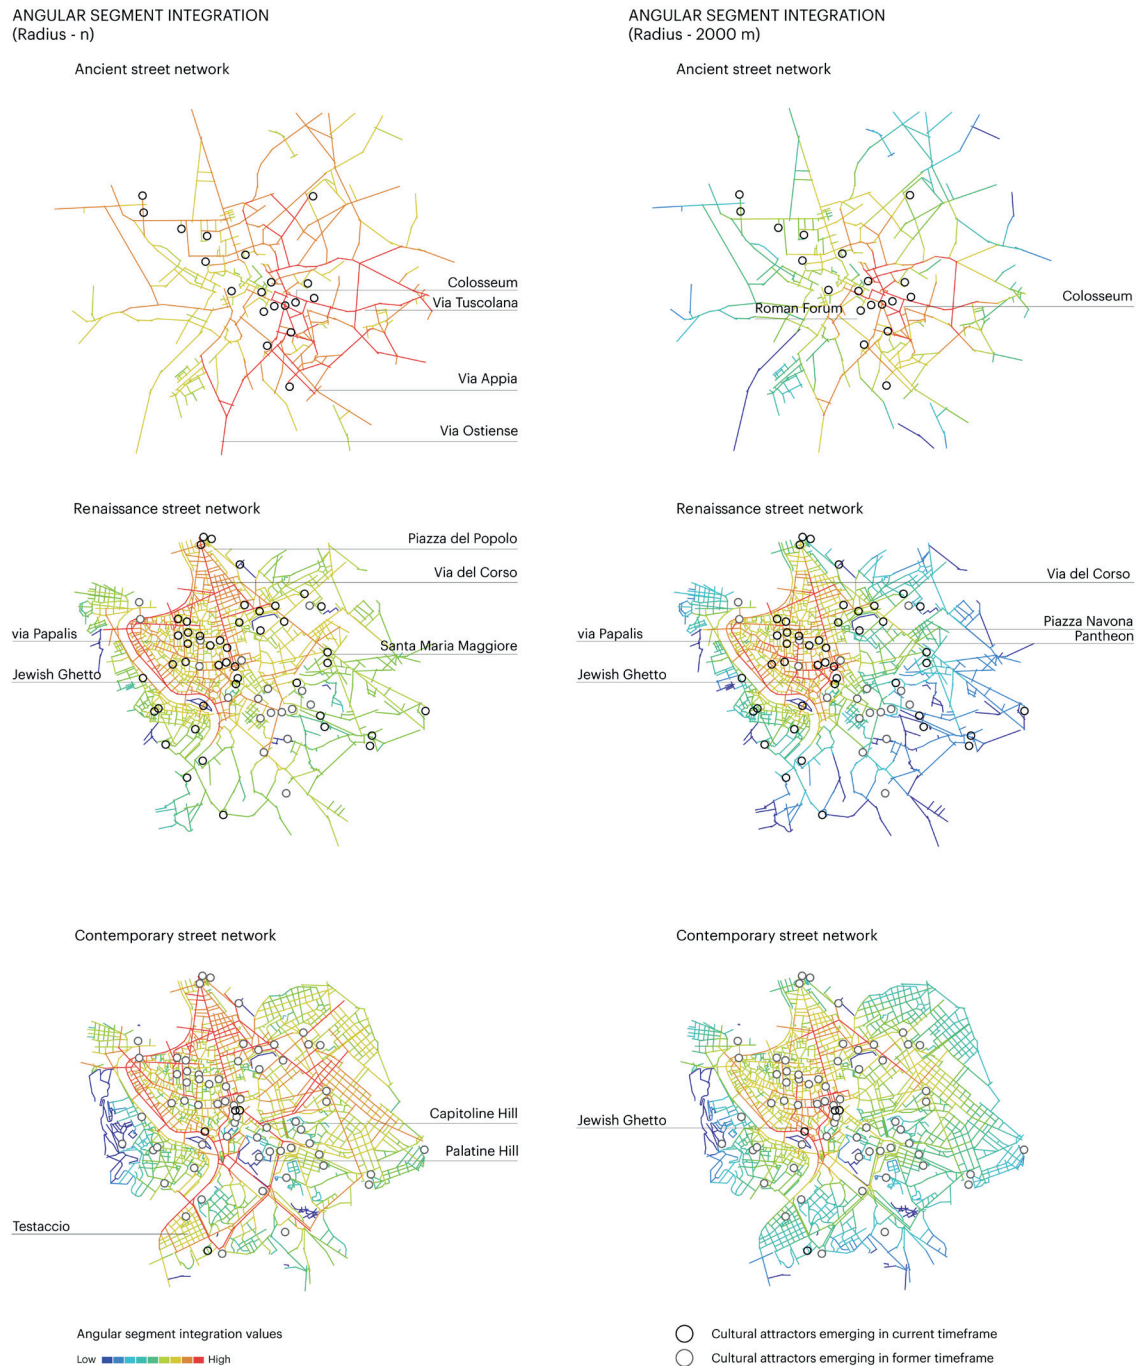 ANGULAR SEGMENT INTEGRATION
(Radius - n)
Ancient street network
Colosseum
Via Tuscolana
Via Appia
Via Ostiense
ANGULAR SEGMENT INTEGRATION
(Radius - 2000 m)
Ancient street network
Roman Forum
Colosseum
Renaissance street network
Piazza del Popolo
Via del Corso
via Papalis
Santa Maria Maggiore
Jewish Ghetto
Renaissance street network
Via del Corso
Piazza Navona
via Papalis
Pantheon
Jewish Ghetto
Contemporary street network
Capitoline Hill
Palatine Hill
Testaccio
Contemporary street network
Jewish Ghetto
Angular segment integration values
Low High
Cultural attractors emerging in current timeframe
Cultural attractors emerging in former timeframe